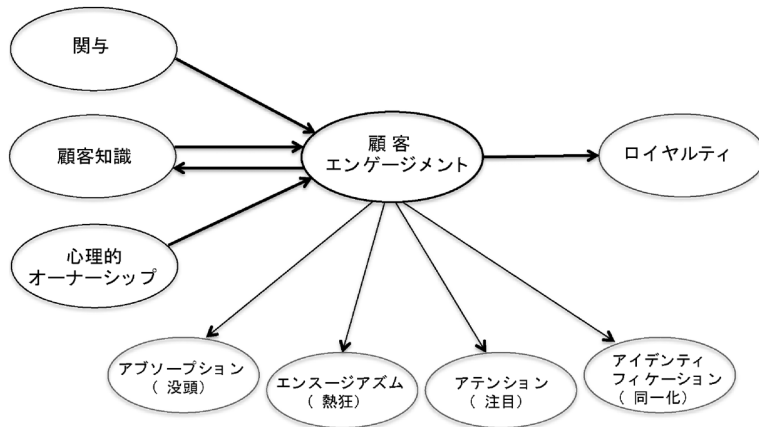 関与
顧客知識
心理的
オーナーシップ
顧 客
エンゲージメント
ロイヤルティ
アブソープション
( 没頭)
エンスージアズム
( 熱狂)
アテンション
( 注目)
アイデンティ
フィケーション
( 同一化)